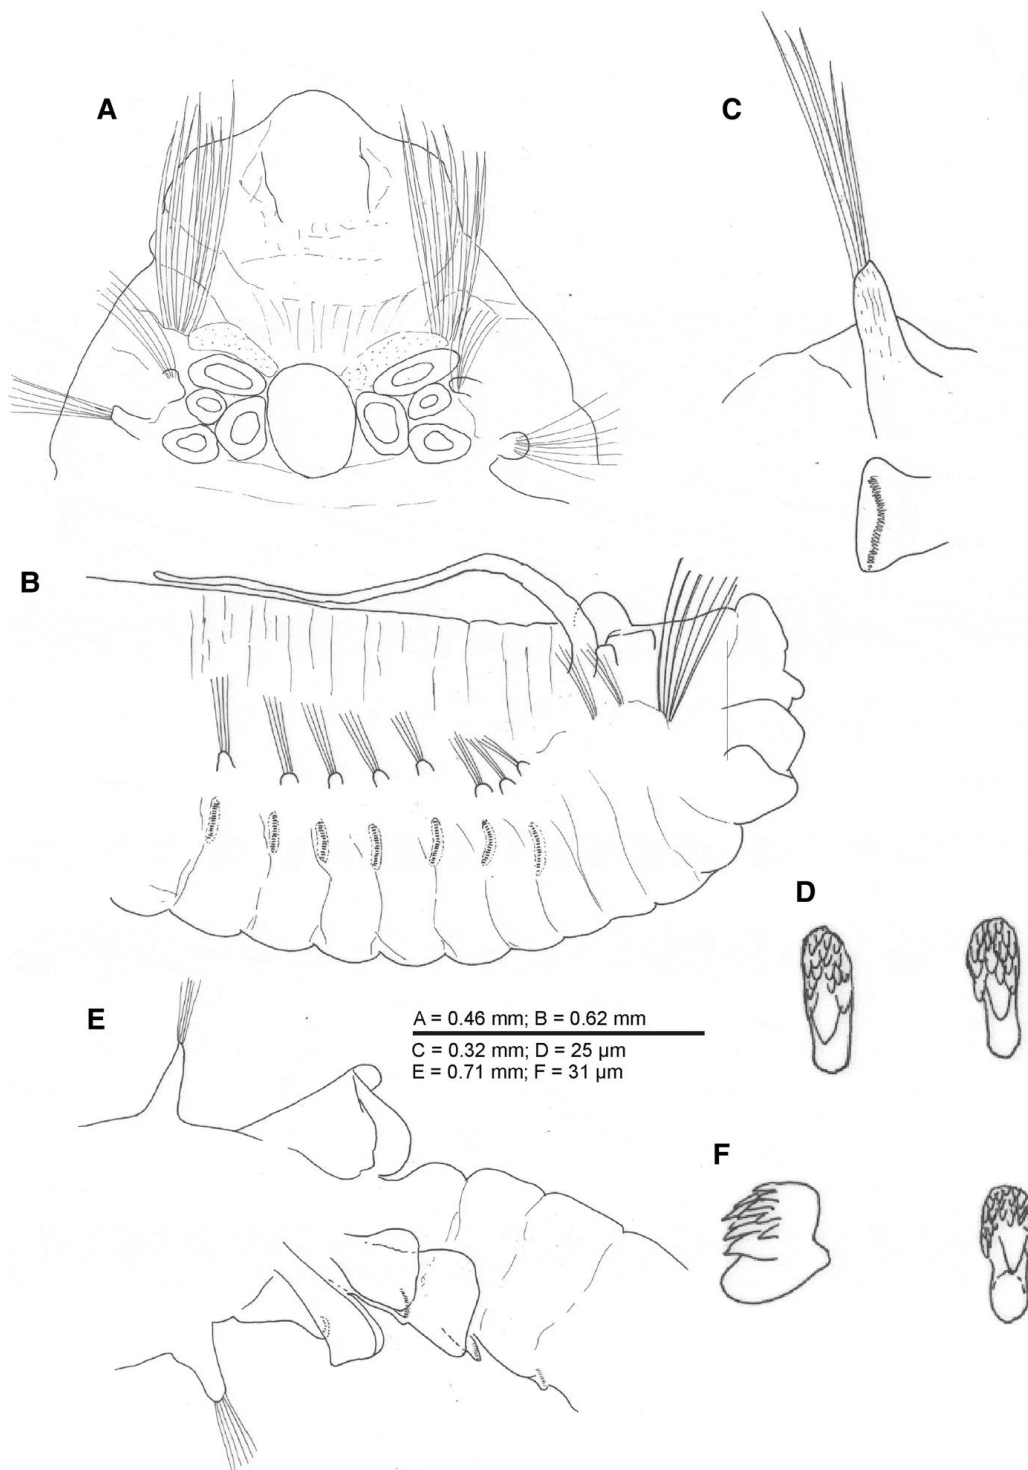 A
C
B
D
E
A = 0.46 mm; B = 0.62 mm
C = 0.32 mm; D = 25 µm
E = 0.71 mm; F = 31 µm
F